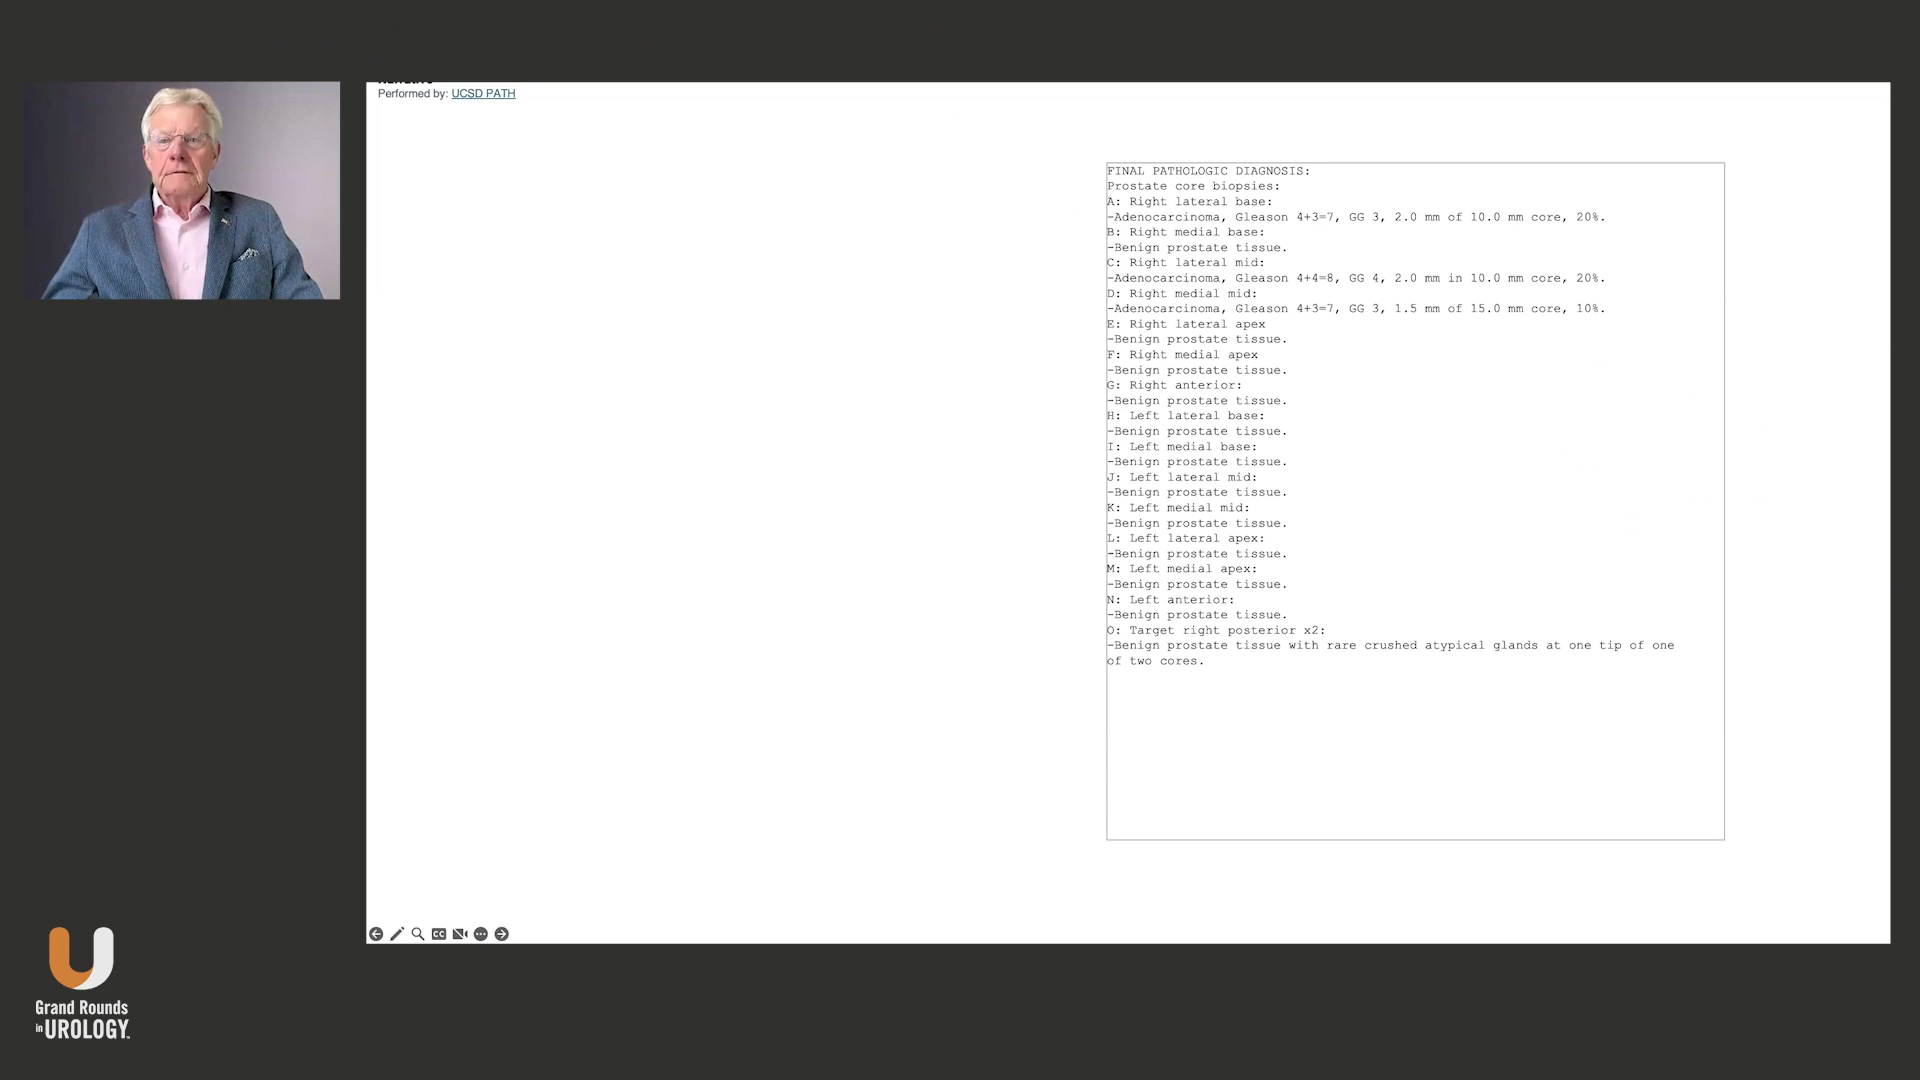 Performed by: UCSD PATH
FINAL PATHOLOGIC DIAGNOSIS:
Prostate core biopsies:
A: Right lateral base:
-Adenocarcinoma, Gleason 4+3=7, GG 3, 2.0 mm of 10.0 mm core, 20%.
B: Right medial base:
-Benign prostate tissue.
C: Right lateral mid:
-Adenocarcinoma, Gleason 4+4=8, GG 4, 2.0 mm in 10.0 mm core, 20%.
D: Right medial mid:
-Adenocarcinoma, Gleason 4+3=7, GG 3, 1.5 mm of 15.0 mm core, 10%.
E: Right lateral apex
-Benign prostate tissue.
F: Right medial apex
-Benign prostate tissue.
G: Right anterior:
-Benign prostate tissue.
H: Left lateral base:
-Benign prostate tissue.
I: Left medial base:
-Benign prostate tissue.
J: Left lateral mid:
-Benign prostate tissue.
K: Left medial mid:
-Benign prostate tissue.
L: Left lateral apex:
-Benign prostate tissue.
M: Left medial apex:
-Benign prostate tissue.
N: Left anterior:
-Benign prostate tissue.
O: Target right posterior x2:
-Benign prostate tissue with rare crushed atypical glands at one tip of one
of two cores.
CC
Grand Rounds
in UROLOGY